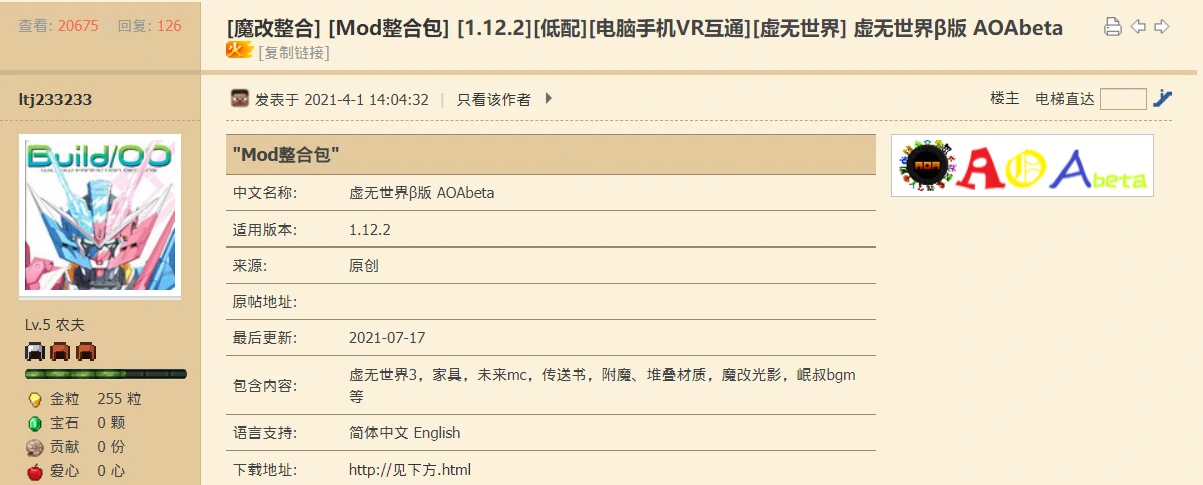 查看: 20675 回复: 126
[魔改整合] [Mod整合包] [1.12.2][低配][电脑手机VR互通][虚无世界] 虚无世界β版 AOAbeta
火 [复制链接]
ltj233233
发表于 2021-4-1 14:04:32 | 只看该作者
楼主 电梯直达
Build/OO
"Mod整合包"
中文名称: 虚无世界β版 AOAbeta
适用版本: 1.12.2
来源: 原创
原帖地址:
最后更新: 2021-07-17
包含内容: 虚无世界3，家具，未来mc，传送书，附魔、堆叠材质，魔改光影，岷叔bgm
等
语言支持: 简体中文 English
下载地址: http://见下方.html
AOA
AOAbeta
Lv.5 农夫
金粒 255 粒
宝石 0 颗
贡献 0 份
爱心 0 心